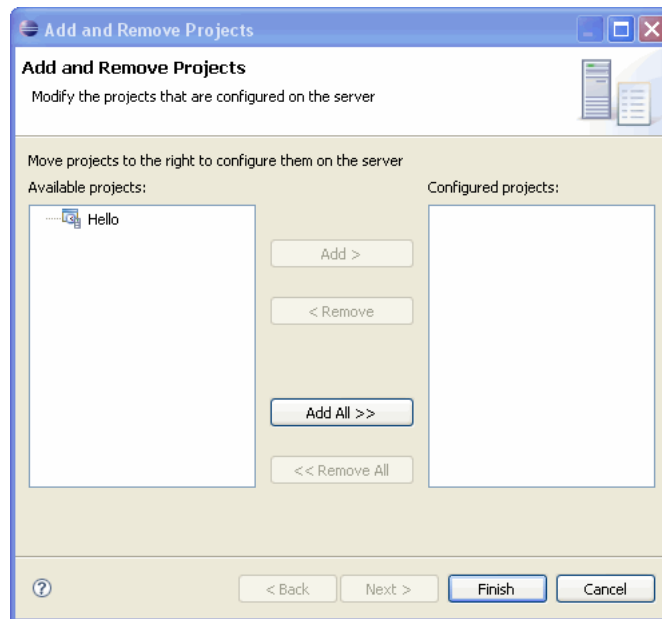 Add and Remove Projects
Add and Remove Projects
Modify the projects that are configured on the server
Move projects to the right to configure them on the server
Available projects:
Configured projects:
Hello
Add >
< Remove
Add All >>
<< Remove All
?
< Back
Next >
Finish
Cancel